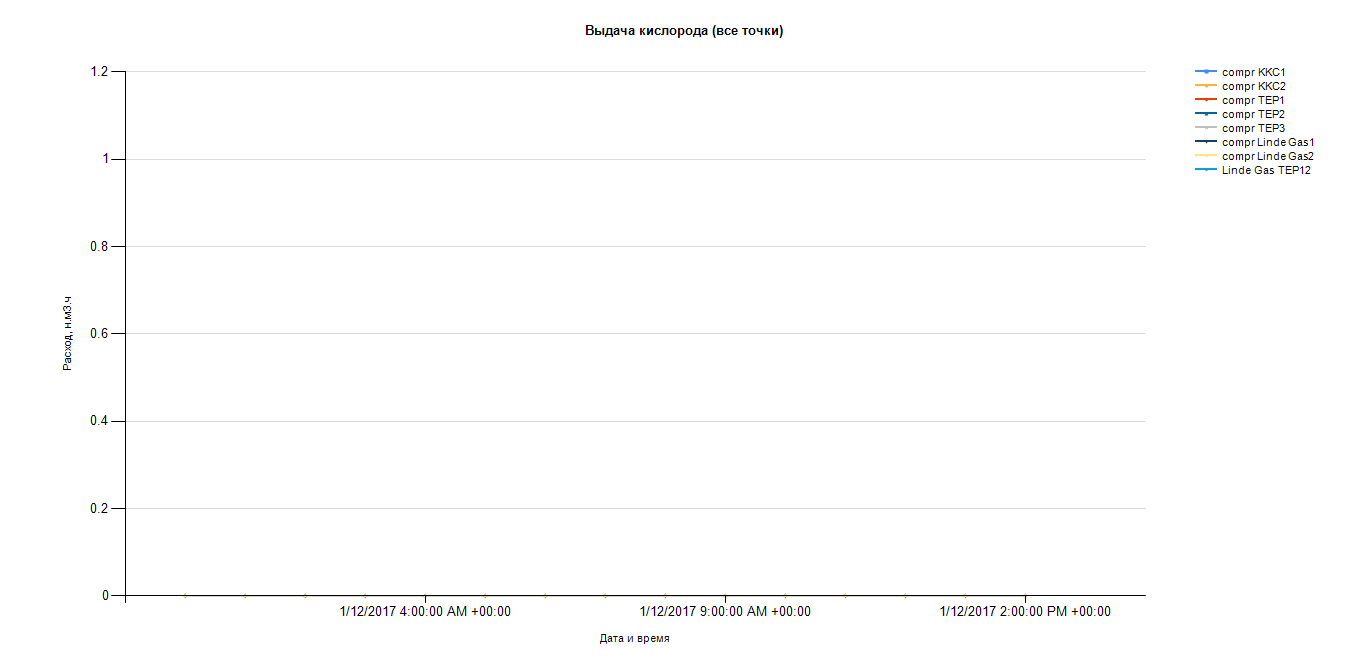 Выдача кислорода (все точки)
1.2
1
0.8
0.6
0.4
0.2
0
Расход, н.м3.ч
1/12/2017 4:00:00 AM +00:00
1/12/2017 9:00:00 AM +00:00
1/12/2017 2:00:00 PM +00:00
Дата и время
compr KKC1
compr KKC2
compr TEP1
compr TEP2
compr TEP3
compr Linde Gas1
compr Linde Gas2
Linde Gas TEP12